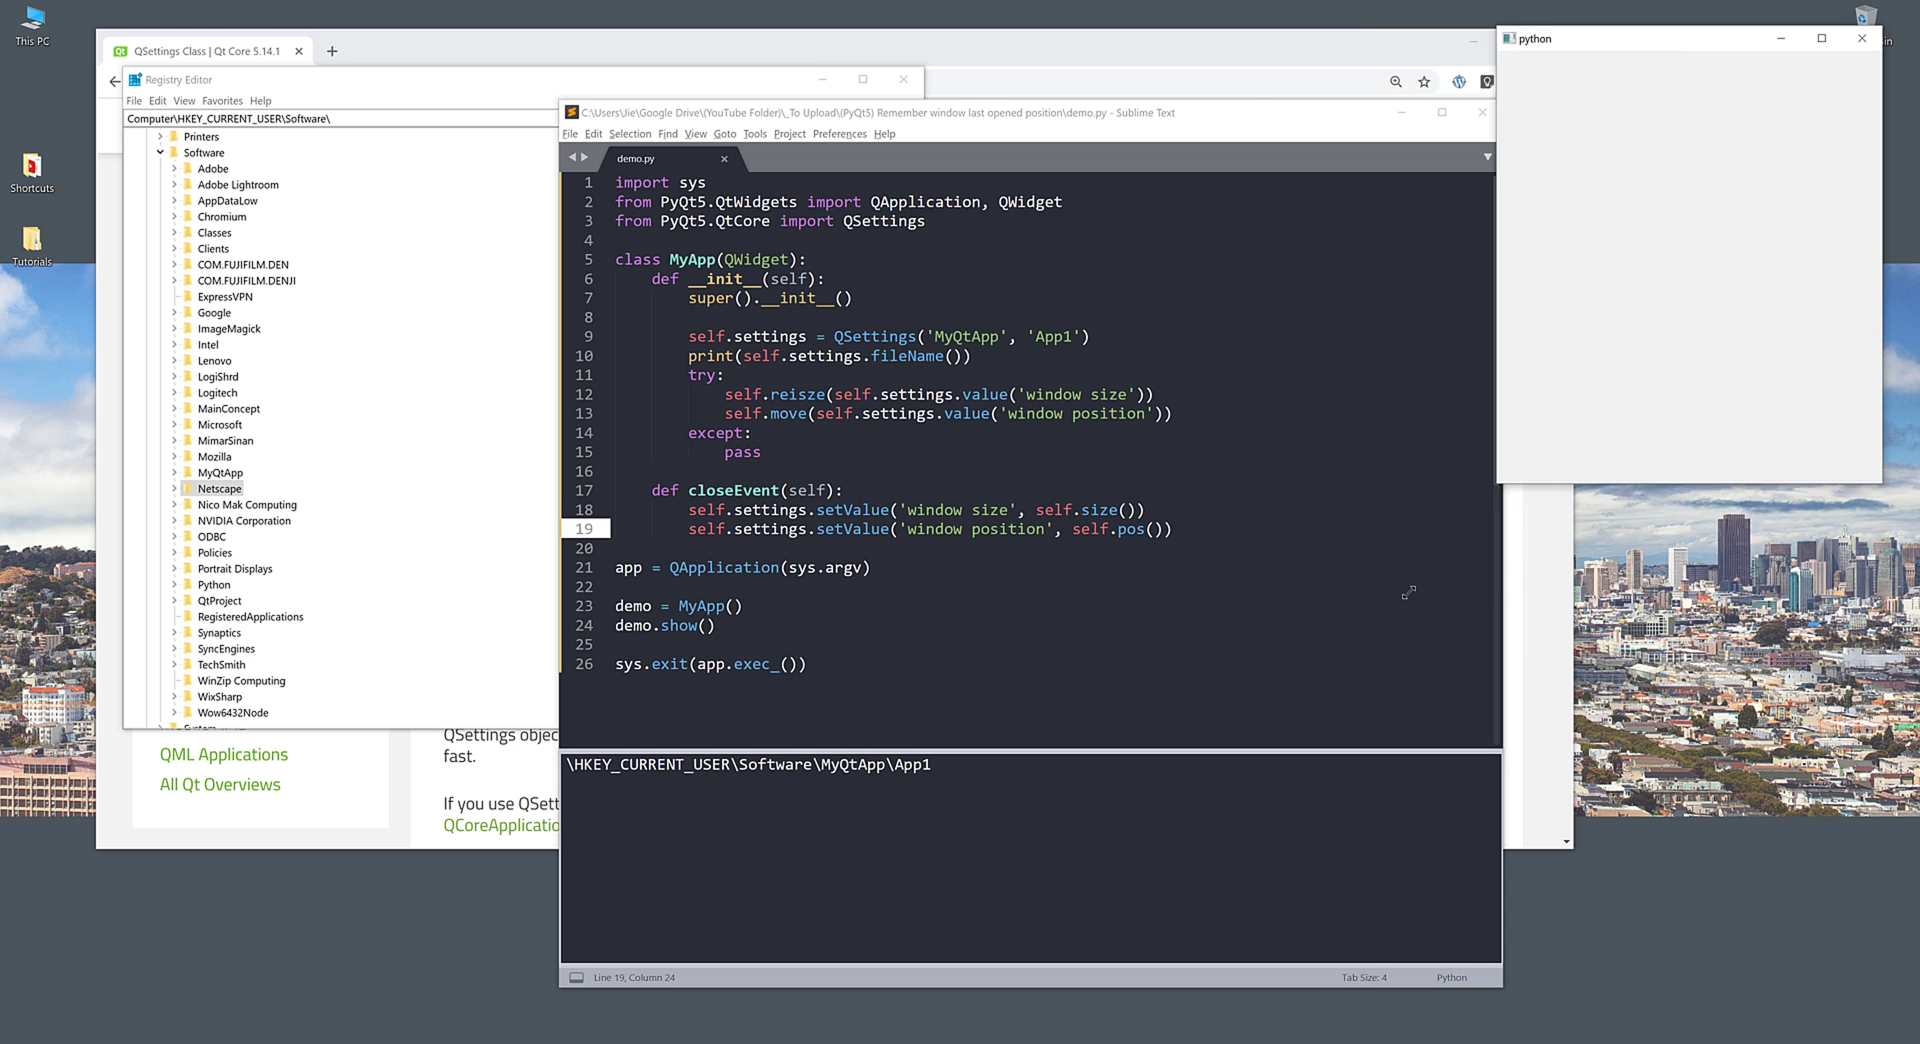 This PC
Shortcuts
Tutorials
QSettings Class | Qt Core 5.14.1
Registry Editor
File Edit View Favorites Help
Computer\HKEY_CURRENT_USER\Software\
Printers
Software
Adobe
Adobe Lightroom
AppDataLow
Chromium
Classes
Clients
COM.FUJIFILM.DEN
COM.FUJIFILM.DENJI
ExpressVPN
Google
ImageMagick
Intel
Lenovo
LogiShrd
Logitech
MainConcept
Microsoft
MimarSinan
Mozilla
MyQtApp
Netscape
Nico Mak Computing
NVIDIA Corporation
ODBC
Policies
Portrait Displays
Python
QtProject
RegisteredApplications
Synaptics
SyncEngines
TechSmith
WinZip Computing
WixSharp
Wow6432Node
QML Applications
All Qt Overviews
QSettings objec
fast.
If you use QSett
QCoreApplicatio
C:\Users\Jie\Google Drive\(YouTube Folder)\_To Upload\(PyQt5) Remember window last opened position\demo.py - Sublime Text
File Edit Selection Find View Goto Tools Project Preferences Help
demo.py
1 import sys
2 from PyQt5.QtWidgets import QApplication, QWidget
3 from PyQt5.QtCore import QSettings
4
5 class MyApp(QWidget):
6 def __init__(self):
7 super().__init__()
8
9 self.settings = QSettings('MyQtApp', 'App1')
10 print(self.settings.fileName())
11 try:
12 self.reisze(self.settings.value('window size'))
13 self.move(self.settings.value('window position'))
14 except:
15 pass
16
17 def closeEvent(self):
18 self.settings.setValue('window size', self.size())
19 self.settings.setValue('window position', self.pos())
20
21 app = QApplication(sys.argv)
22
23 demo = MyApp()
24 demo.show()
25
26 sys.exit(app.exec_())
\HKEY_CURRENT_USER\Software\MyQtApp\App1
Line 19, Column 24 Tab Size: 4 Python
python